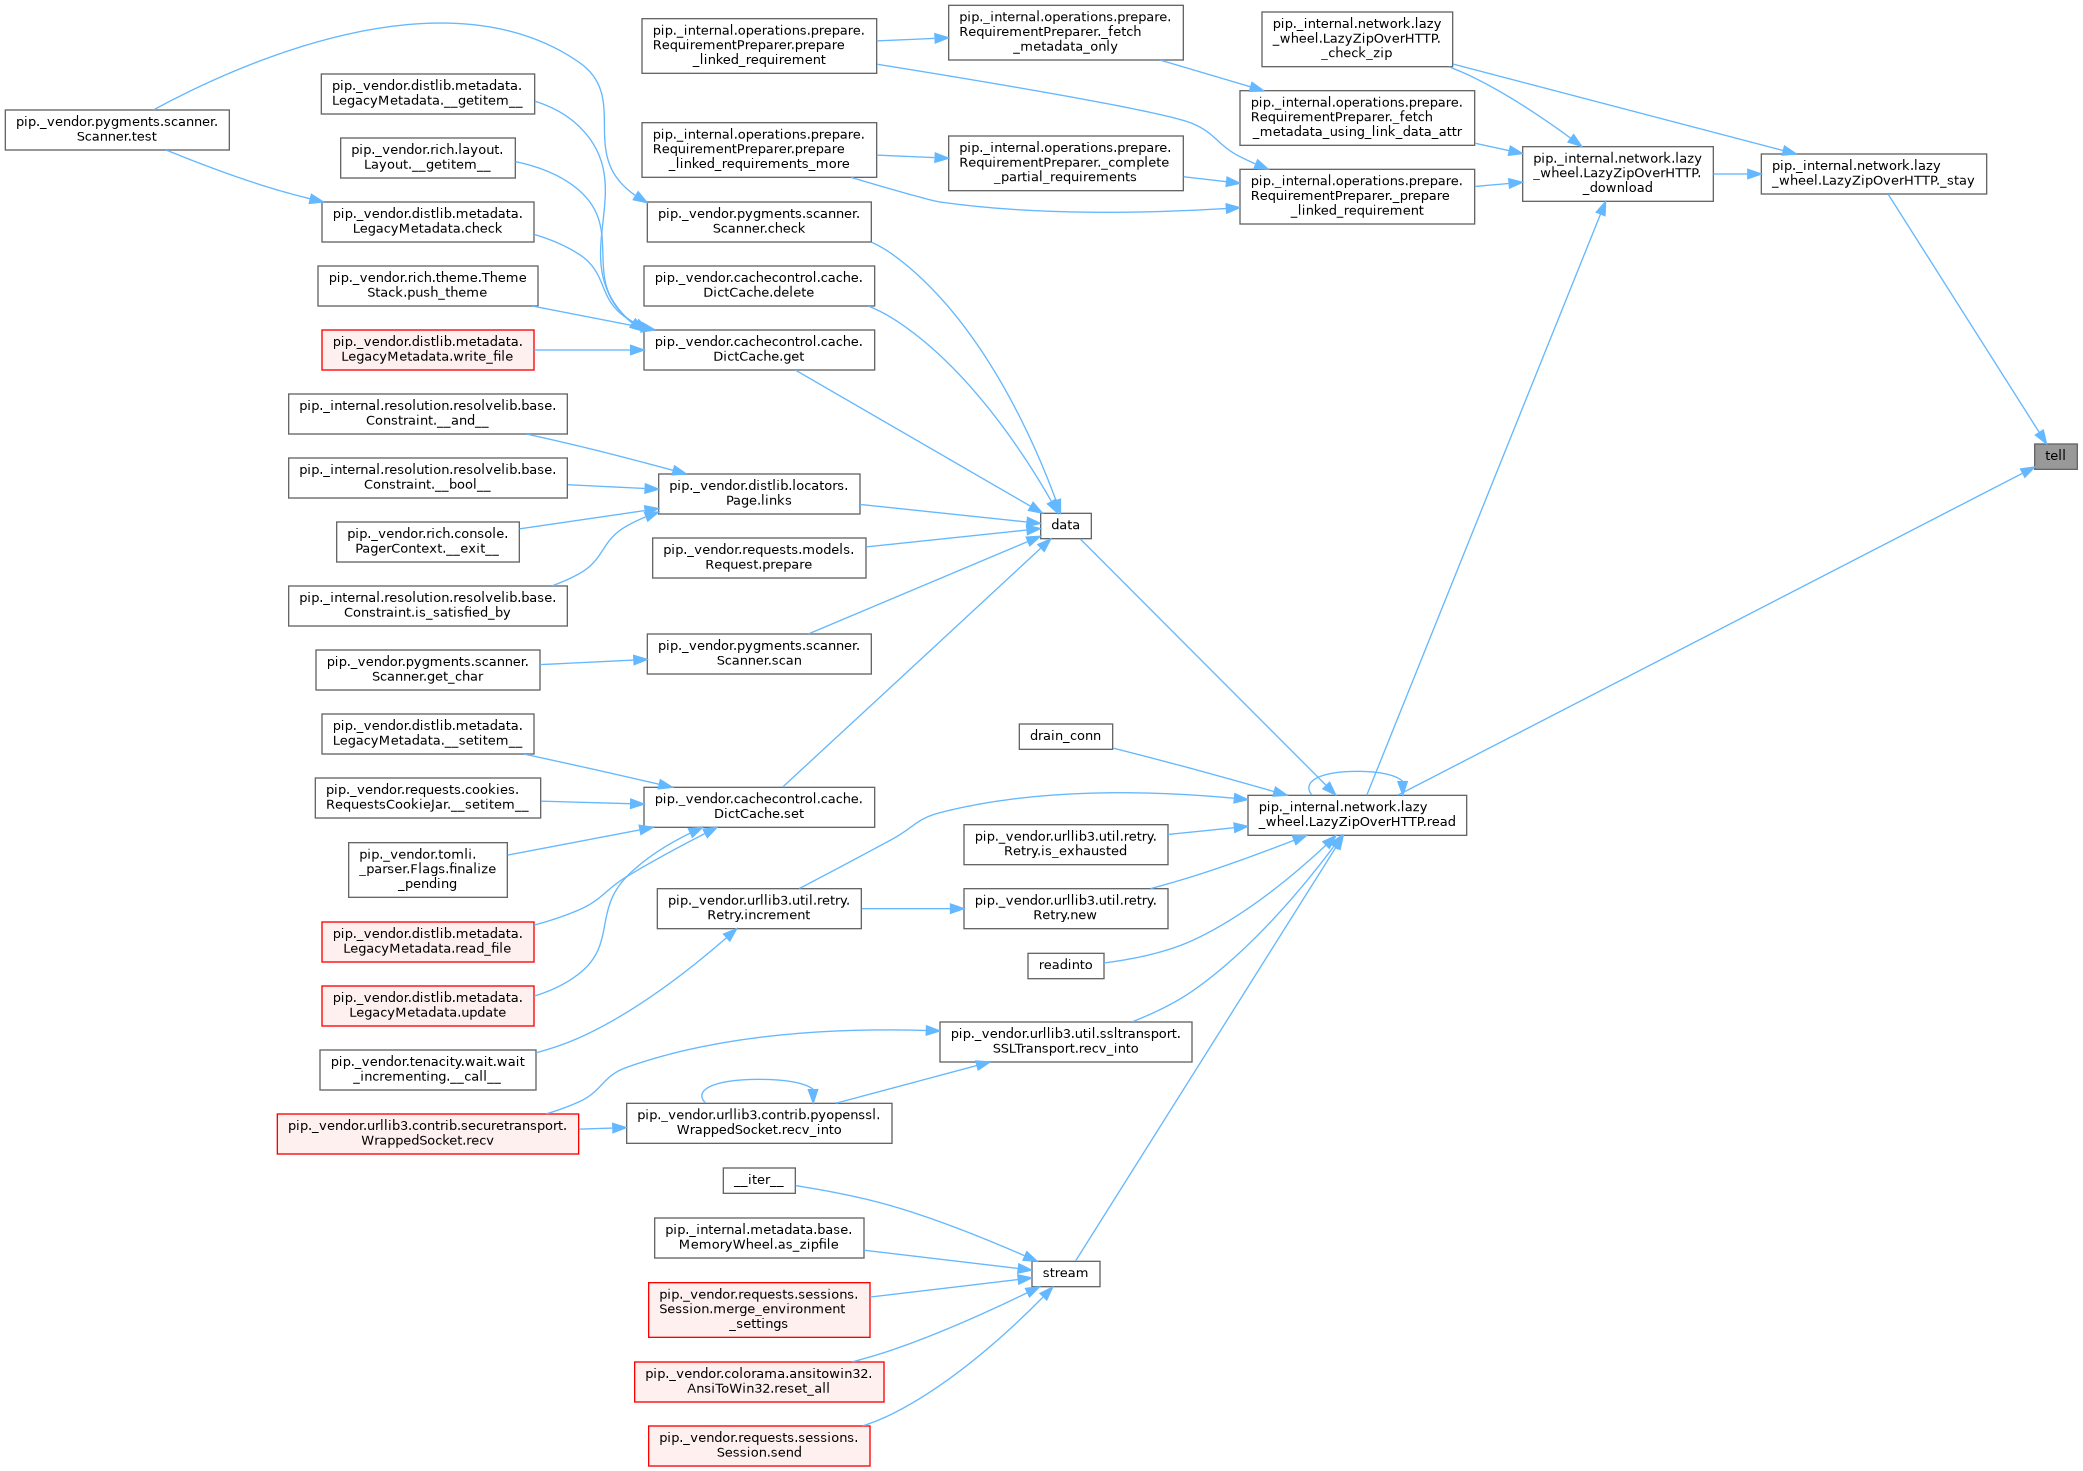 pip._internal.operations.prepare.
RequirementPreparer.prepare
_linked_requirement
pip._internal.operations.prepare.
RequirementPreparer._fetch
_metadata_only
pip._internal.network.lazy
_wheel.LazyZipOverHTTP.
_check_zip
pip._vendor.distlib.metadata.
LegacyMetadata.__getitem__
pip._internal.operations.prepare.
RequirementPreparer._fetch
_metadata_using_link_data_attr
pip._vendor.pygments.scanner.
Scanner.test
pip._vendor.rich.layout.
Layout.__getitem__
pip._internal.operations.prepare.
RequirementPreparer.prepare
_linked_requirements_more
pip._internal.operations.prepare.
RequirementPreparer._complete
_partial_requirements
pip._internal.operations.prepare.
RequirementPreparer._prepare
_linked_requirement
pip._internal.network.lazy
_wheel.LazyZipOverHTTP.
_download
pip._internal.network.lazy
_wheel.LazyZipOverHTTP._stay
pip._vendor.distlib.metadata.
LegacyMetadata.check
pip._vendor.pygments.scanner.
Scanner.check
pip._vendor.rich.theme.Theme
Stack.push_theme
pip._vendor.cachecontrol.cache.
DictCache.delete
pip._vendor.distlib.metadata.
LegacyMetadata.write_file
pip._vendor.cachecontrol.cache.
DictCache.get
pip._internal.resolution.resolvelib.base.
Constraint.__and__
tell
pip._internal.resolution.resolvelib.base.
Constraint.__bool__
pip._vendor.distlib.locators.
Page.links
data
pip._vendor.rich.console.
PagerContext.__exit__
pip._vendor.requests.models.
Request.prepare
pip._internal.resolution.resolvelib.base.
Constraint.is_satisfied_by
pip._vendor.pygments.scanner.
Scanner.get_char
pip._vendor.pygments.scanner.
Scanner.scan
pip._vendor.distlib.metadata.
LegacyMetadata.__setitem__
drain_conn
pip._vendor.requests.cookies.
RequestsCookieJar.__setitem__
pip._vendor.cachecontrol.cache.
DictCache.set
pip._internal.network.lazy
_wheel.LazyZipOverHTTP.read
pip._vendor.tomli.
_parser.Flags.finalize
_pending
pip._vendor.urllib3.util.retry.
Retry.is_exhausted
pip._vendor.urllib3.util.retry.
Retry.increment
pip._vendor.urllib3.util.retry.
Retry.new
pip._vendor.distlib.metadata.
LegacyMetadata.read_file
readinto
pip._vendor.distlib.metadata.
LegacyMetadata.update
pip._vendor.tenacity.wait.wait
_incrementing.__call__
pip._vendor.urllib3.util.ssltransport.
SSLTransport.recv_into
pip._vendor.urllib3.contrib.securetransport.
WrappedSocket.recv
pip._vendor.urllib3.contrib.pyopenssl.
WrappedSocket.recv_into
__iter__
pip._internal.metadata.base.
MemoryWheel.as_zipfile
stream
pip._vendor.requests.sessions.
Session.merge_environment
_settings
pip._vendor.colorama.ansitowin32.
AnsiToWin32.reset_all
pip._vendor.requests.sessions.
Session.send